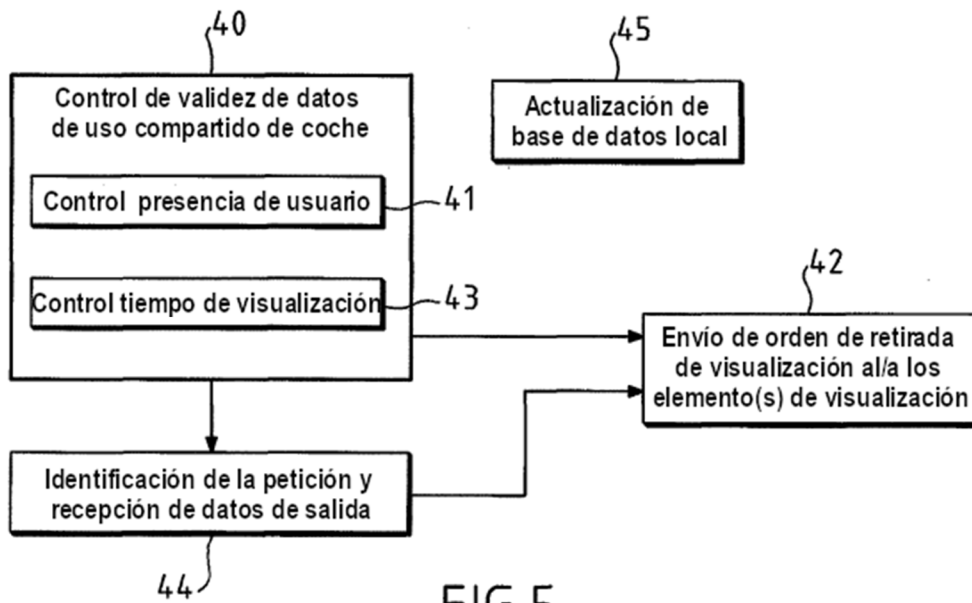 40
Control de validez de datos
de uso compartido de coche
Control presencia de usuario
41
Control tiempo de visualización
43
45
Actualización de
base de datos local
42
Envío de orden de retirada
de visualización al/a los
elemento(s) de visualización
Identificación de la petición y
recepción de datos de salida
44
FIG.5